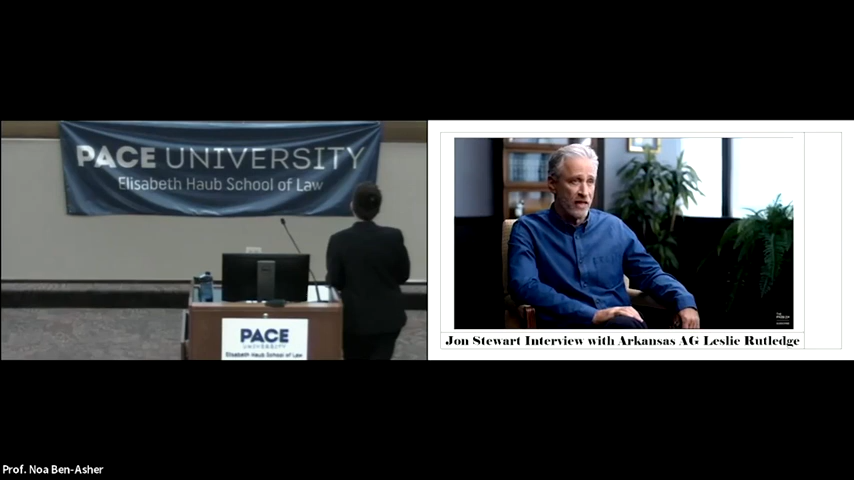 PACE UNIVERSITY
Elisabeth Haub School of Law
PACE
UNIVERSITY
Elisabeth Haub School of Law
Jon Stewart Interview with Arkansas AG Leslie Rutledge
Prof. Noa Ben-Asher